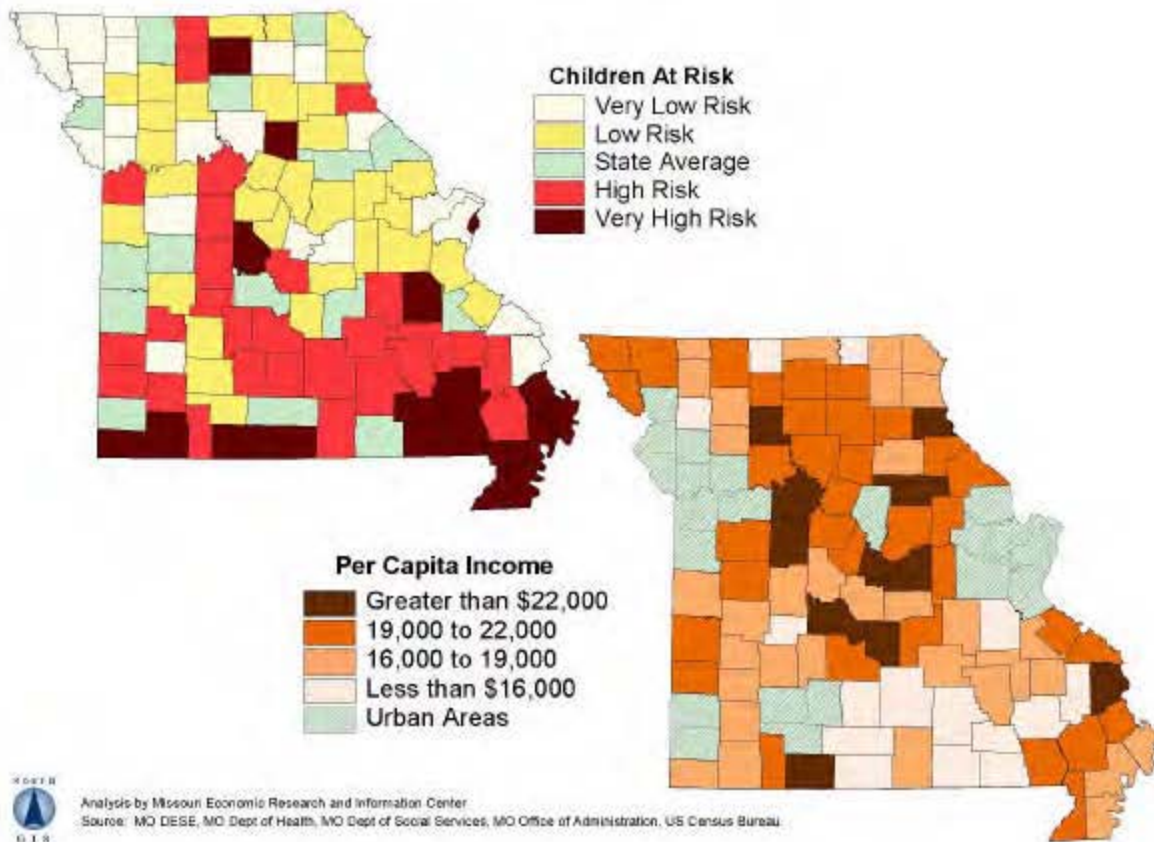 Children At Risk
Very Low Risk
Low Risk
State Average
High Risk
Very High Risk
Per Capita Income
Greater than $22,000
19,000 to 22,000
16,000 to 19,000
Less than $16,000
Urban Areas
NORTH
GIS
Analysis by Missouri Economic Research and Information Center
Source: MO DESE, MO Dept of Health, MO Dept of Social Services, MO Office of Administration, US Census Bureau